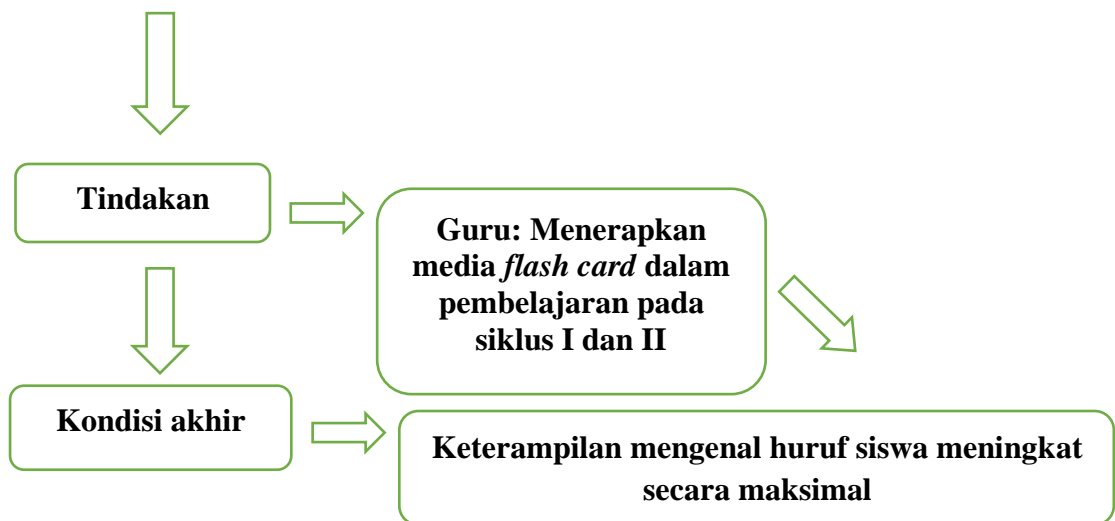 Tindakan
Guru: Menerapkan
media flash card dalam
pembelajaran pada
siklus I dan II
Kondisi akhir
Keterampilan mengenal huruf siswa meningkat
secara maksimal